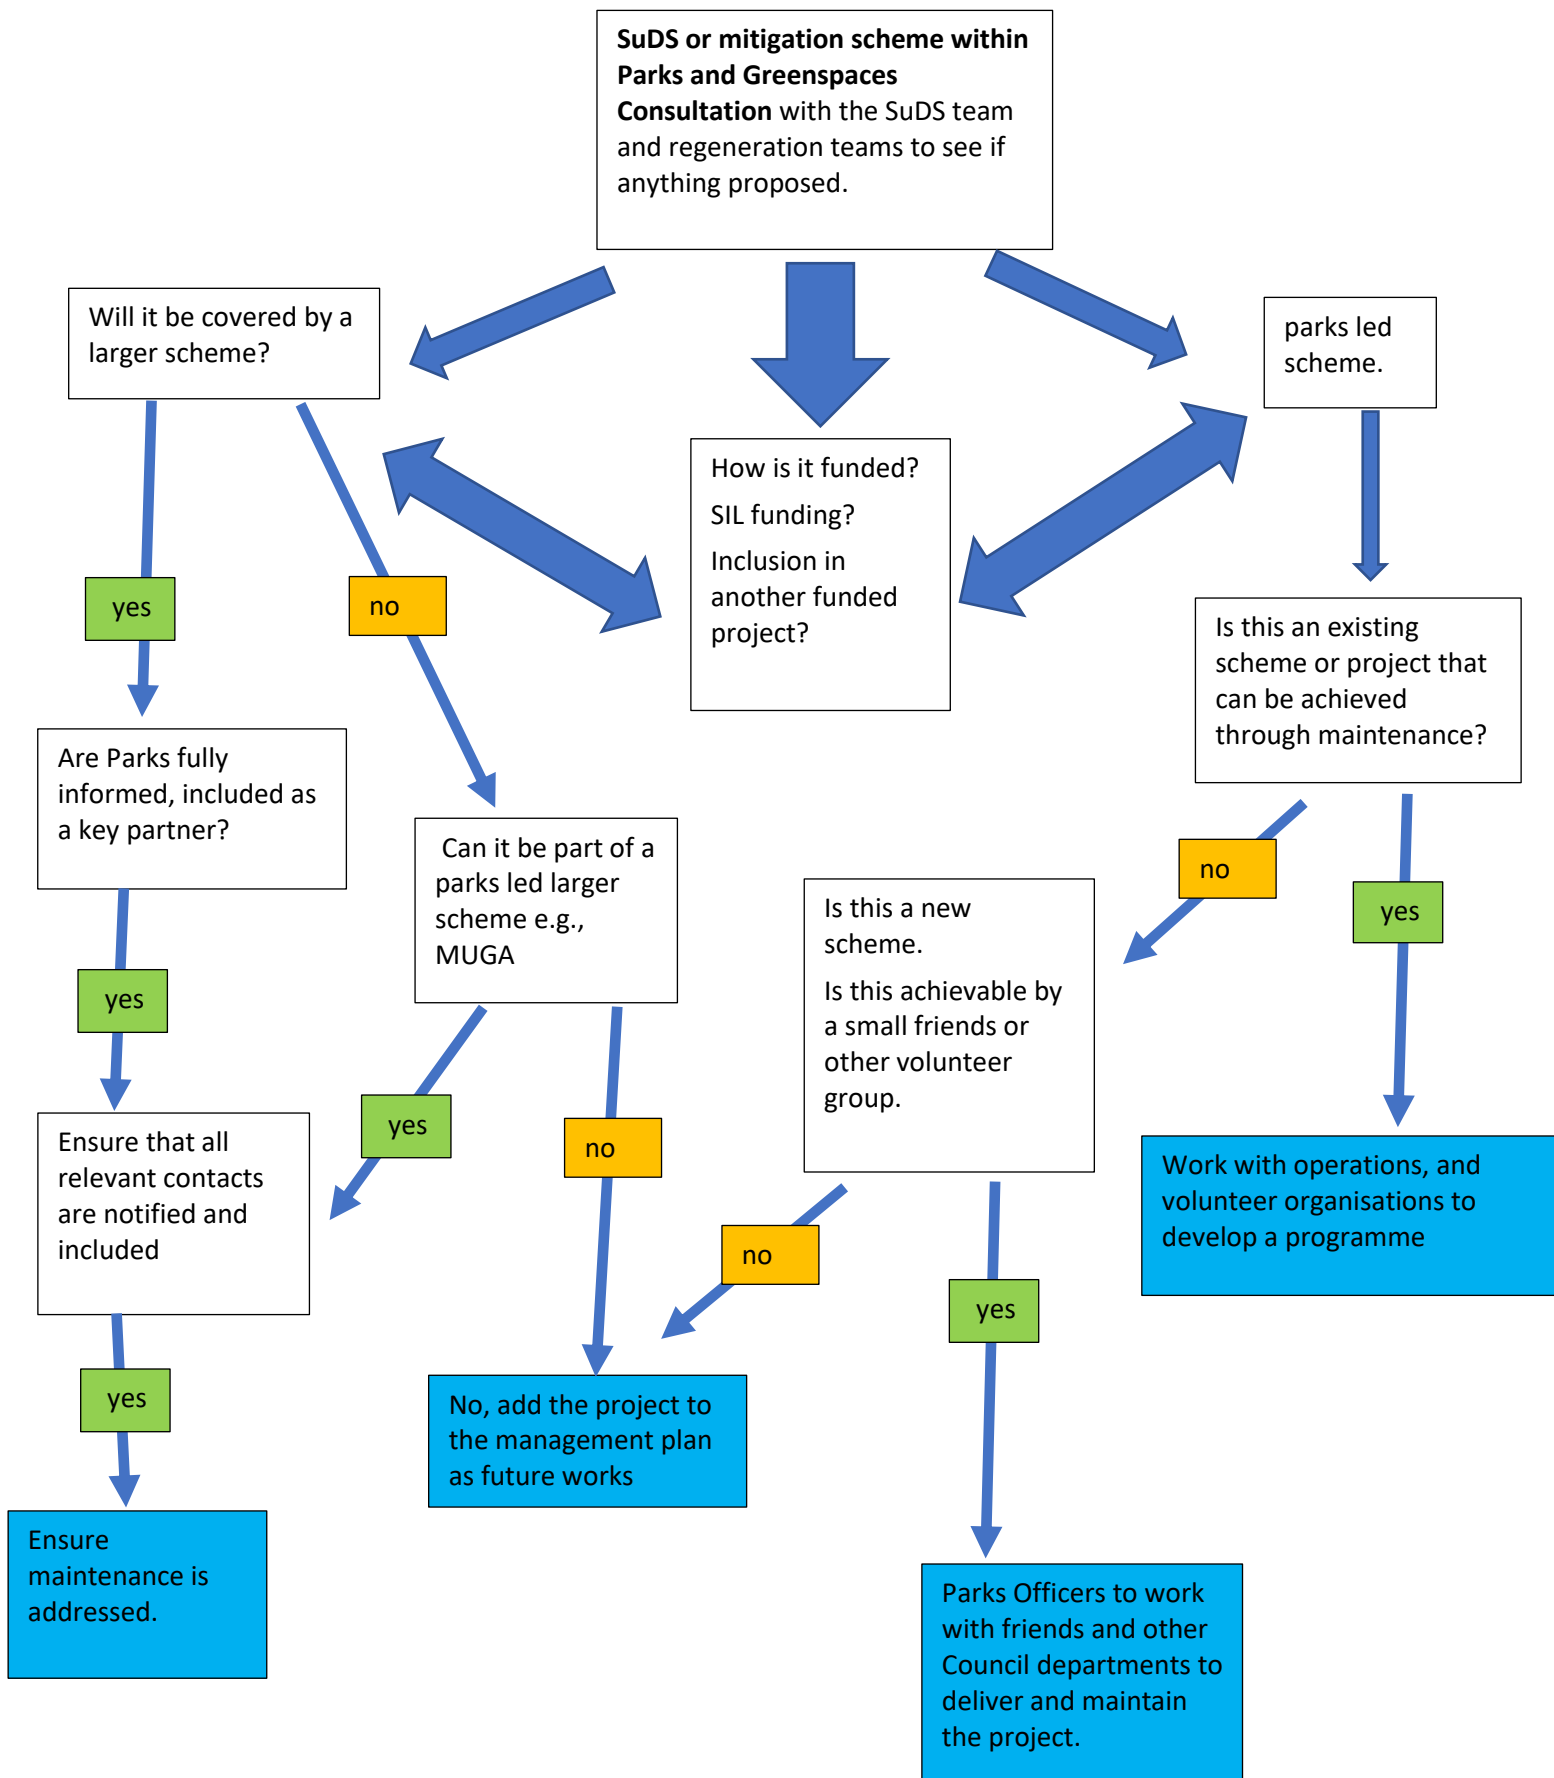 SuDS or mitigation scheme within
Parks and Greenspaces
Consultation with the SuDS team
and regeneration teams to see if
anything proposed.
Will it be covered by a
larger scheme?
parks led
scheme.
How is it funded?
SIL funding?
Inclusion in
another funded
project?
yes
no
Is this an existing
scheme or project that
can be achieved
through maintenance?
Are Parks fully
informed, included as
a key partner?
Can it be part of a
parks led larger
scheme e.g.,
MUGA
no
yes
Is this a new
scheme.
Is this achievable by
a small friends or
other volunteer
group.
yes
Ensure that all
relevant contacts
are notified and
included
yes
no
Work with operations, and
volunteer organisations to
develop a programme
no
yes
yes
No, add the project to
the management plan
as future works
Ensure
maintenance is
addressed.
Parks Officers to work
with friends and other
Council departments to
deliver and maintain
the project.